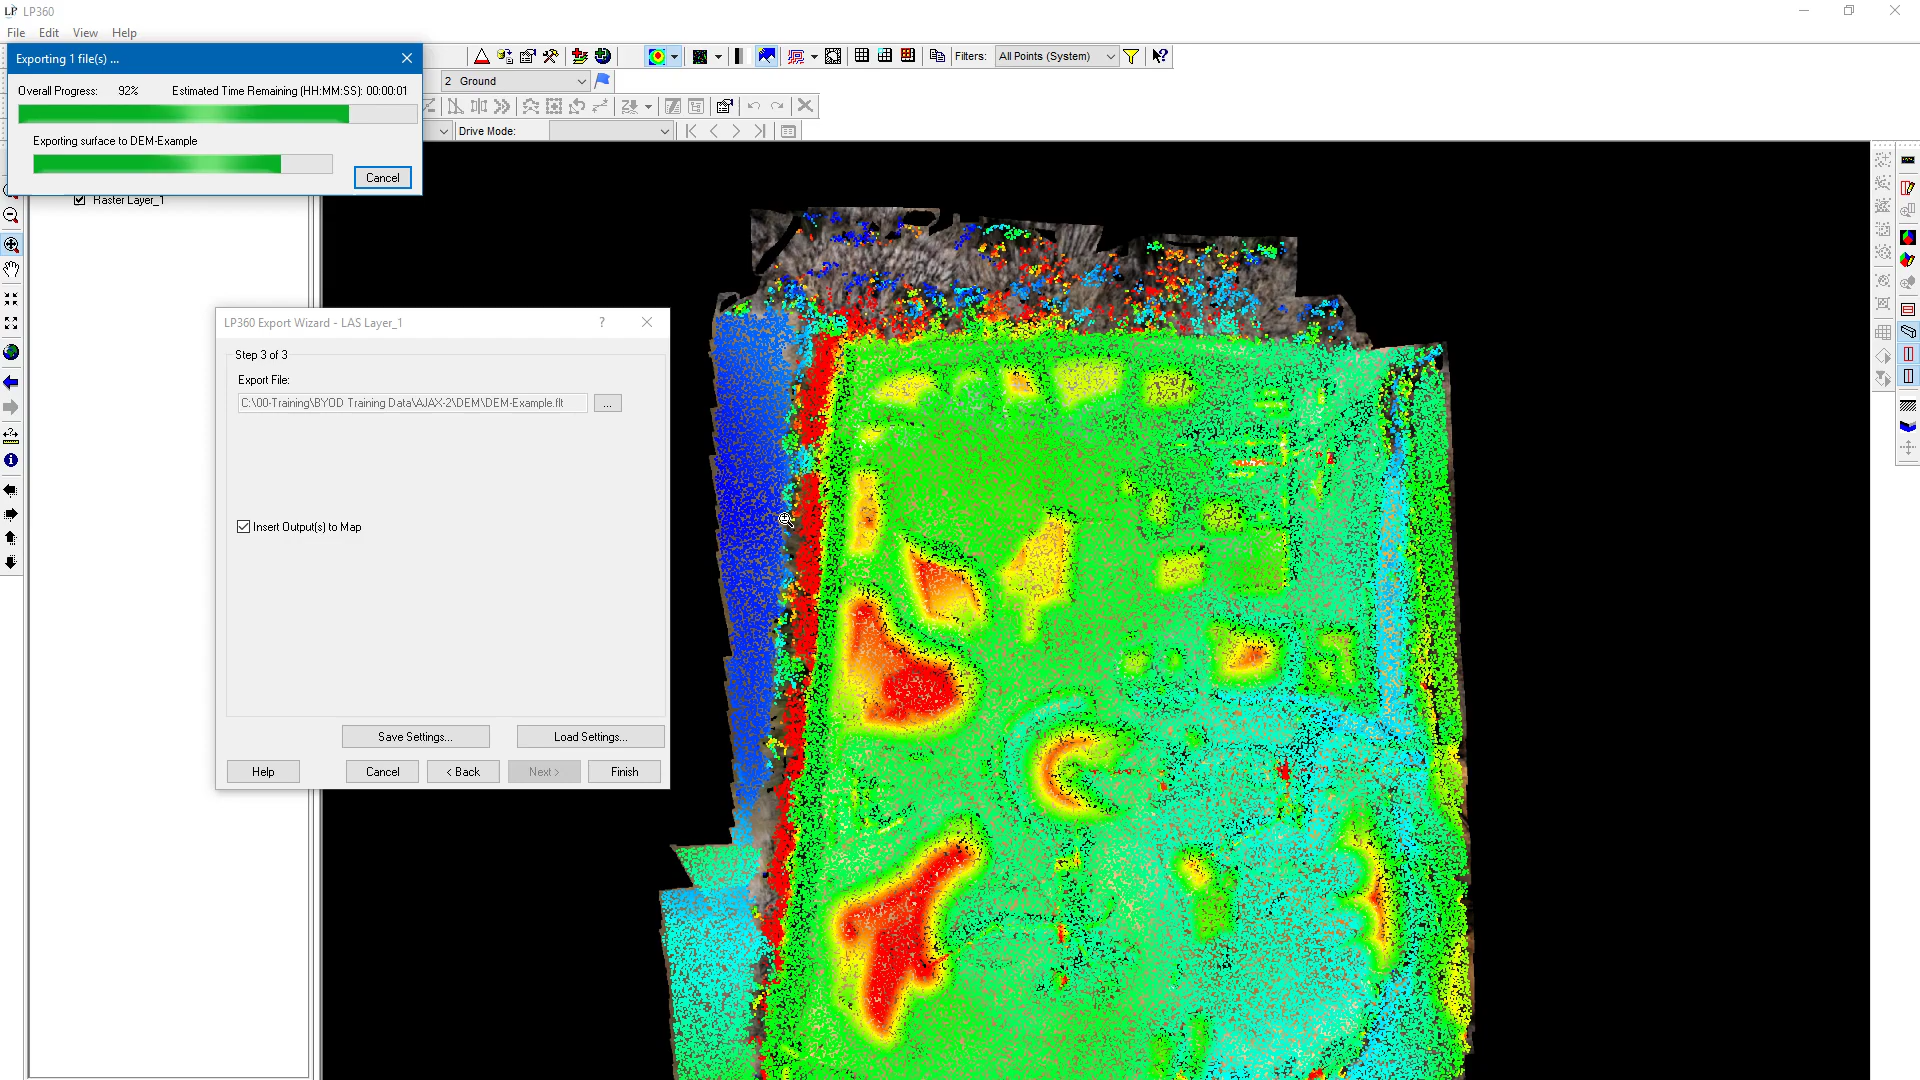 LP360
File Edit View Help
Exporting 1 file(s) ...
Overall Progress: 92% Estimated Time Remaining (HH:MM:SS): 00:00:01
Exporting surface to DEM-Example
Cancel
Filters: All Points (System)
2 Ground
Drive Mode:
Raster Layer_1
LP360 Export Wizard - LAS Layer_1
Step 3 of 3
Export File:
C:\00-Training\BYOD Training Data\AJAX-2\DEM\DEM-Example.flt
...
Insert Output(s) to Map
Save Settings... Load Settings...
Help Cancel < Back Next > Finish